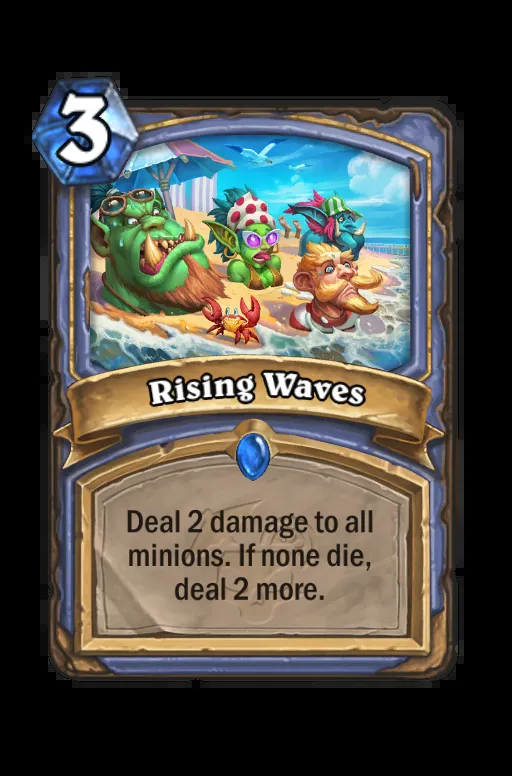 3
Rising Waves
Deal 2 damage to all
minions. If none die,
deal 2 more.